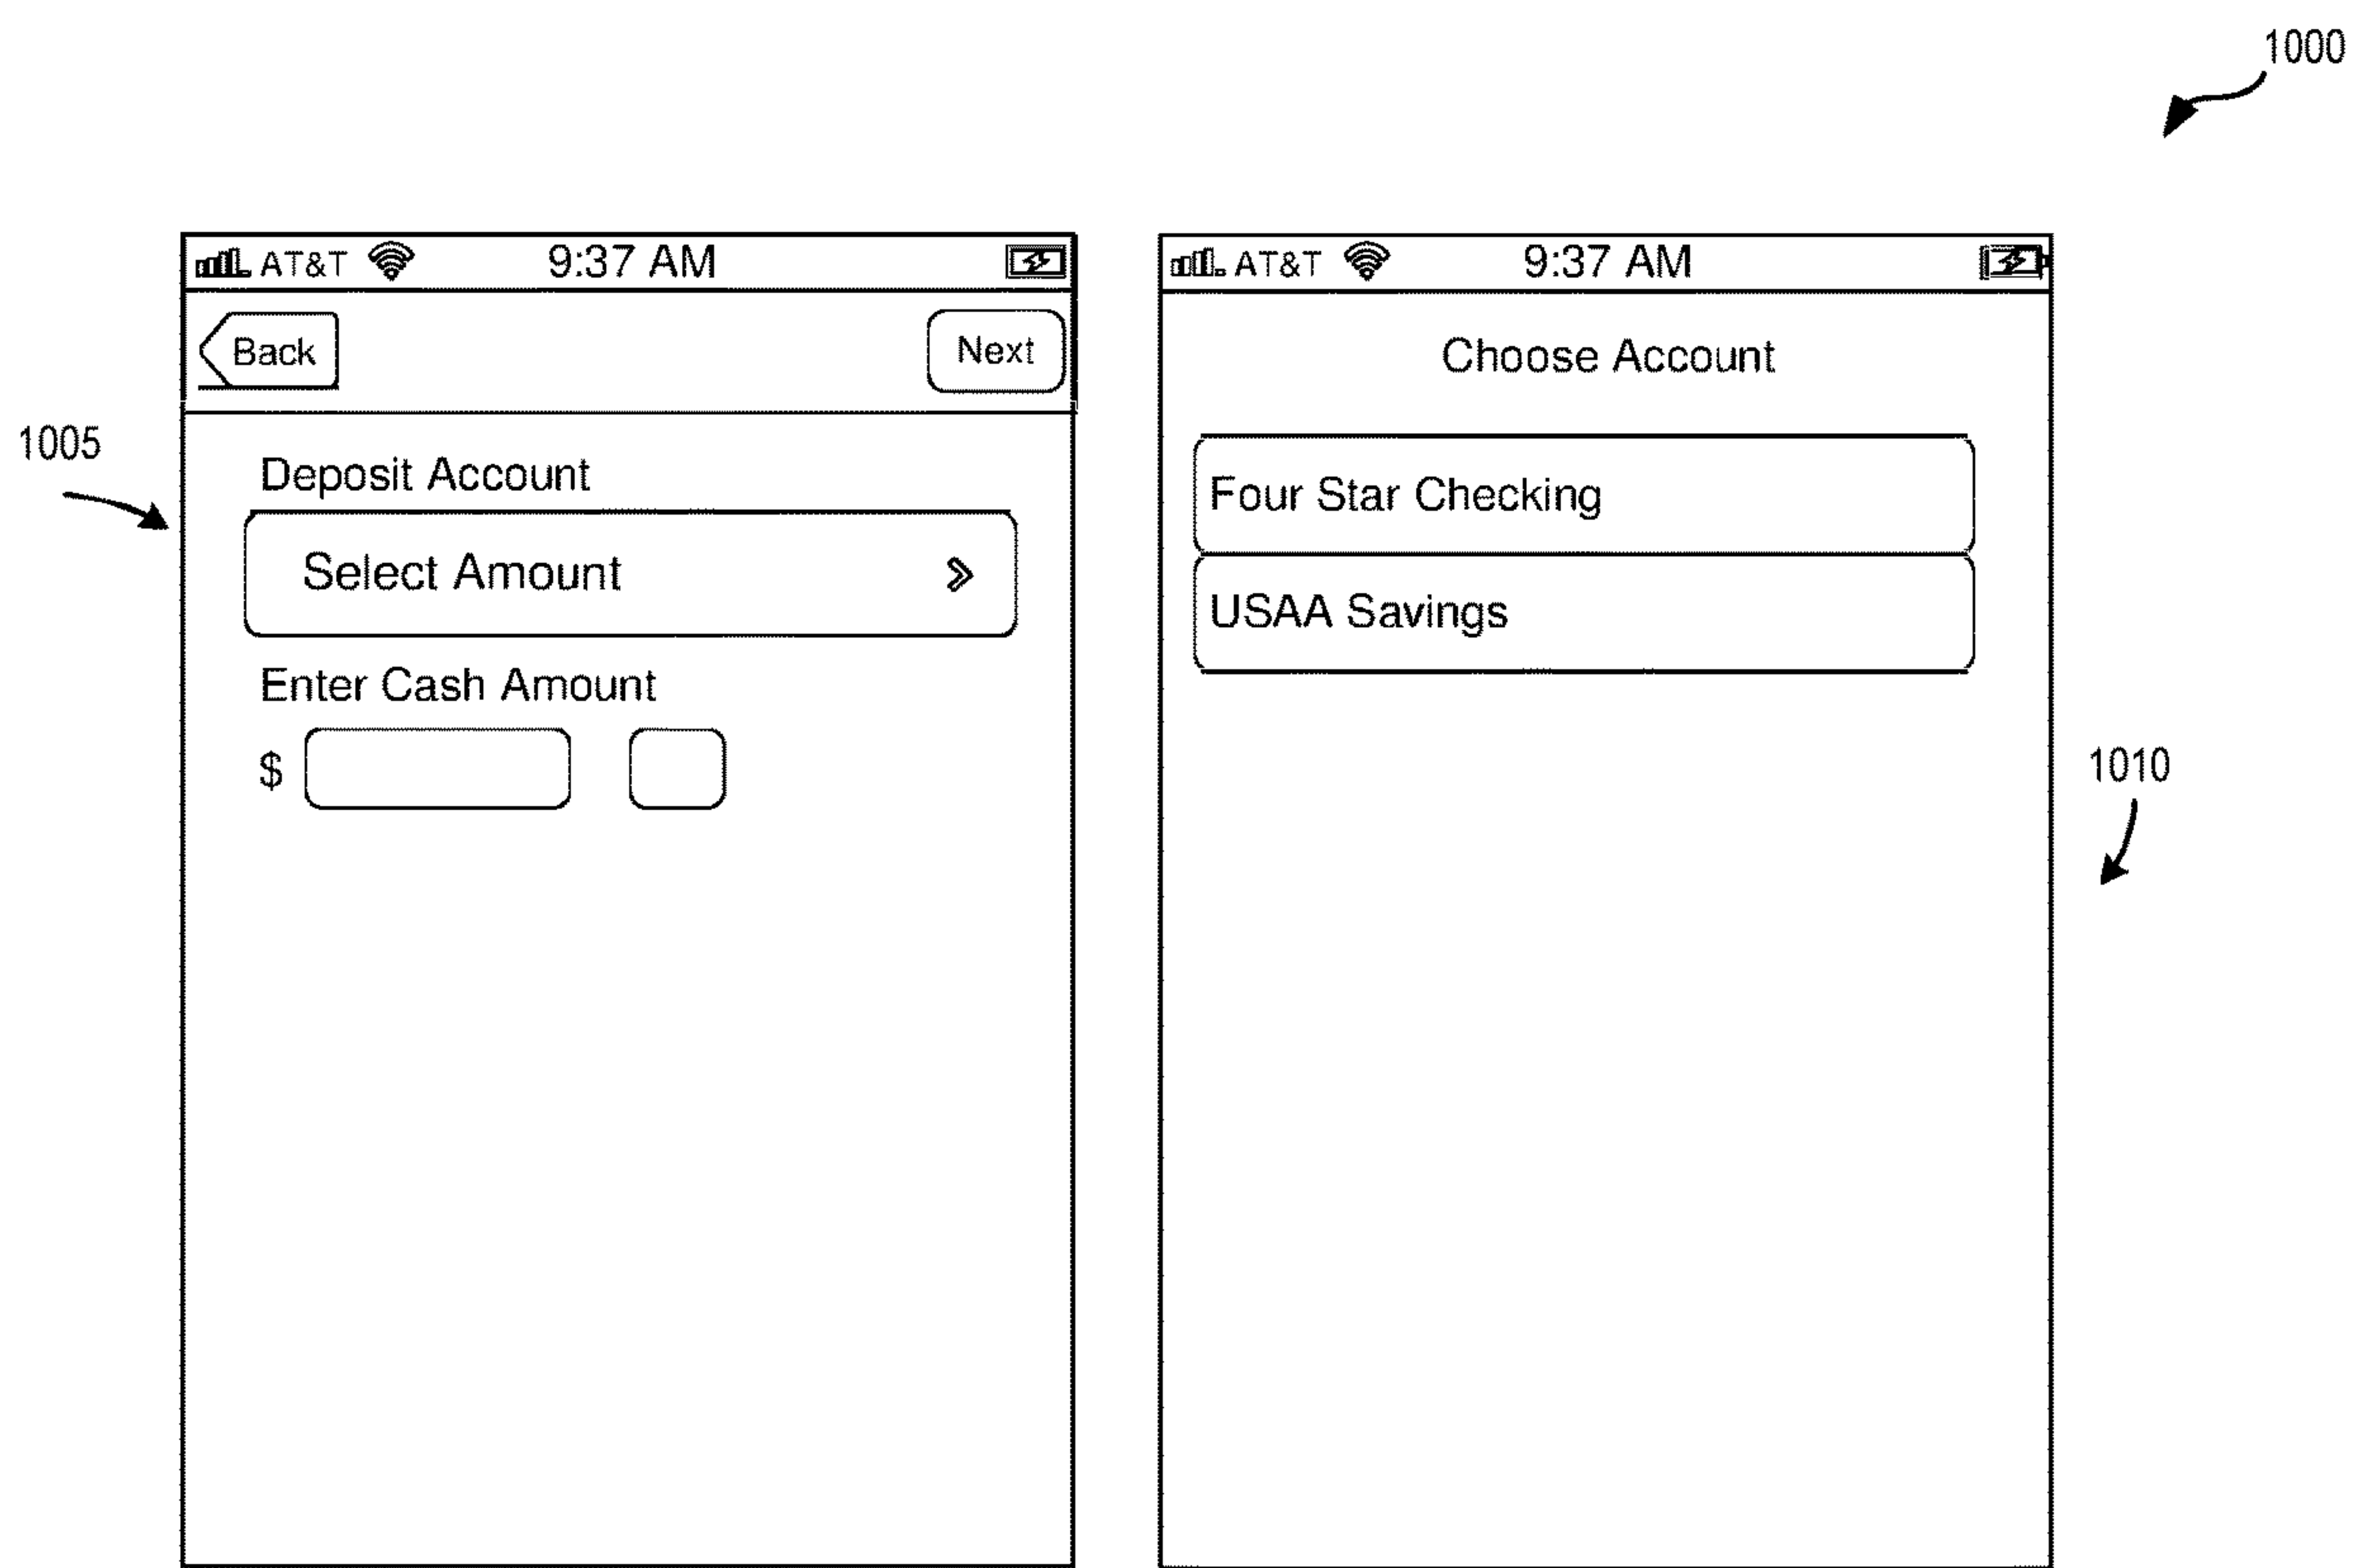 1000
AT&T 9:37 AM
Back Next
1005
Deposit Account
Select Amount »
Enter Cash Amount
$
AT&T 9:37 AM
Choose Account
Four Star Checking
USAA Savings
1010